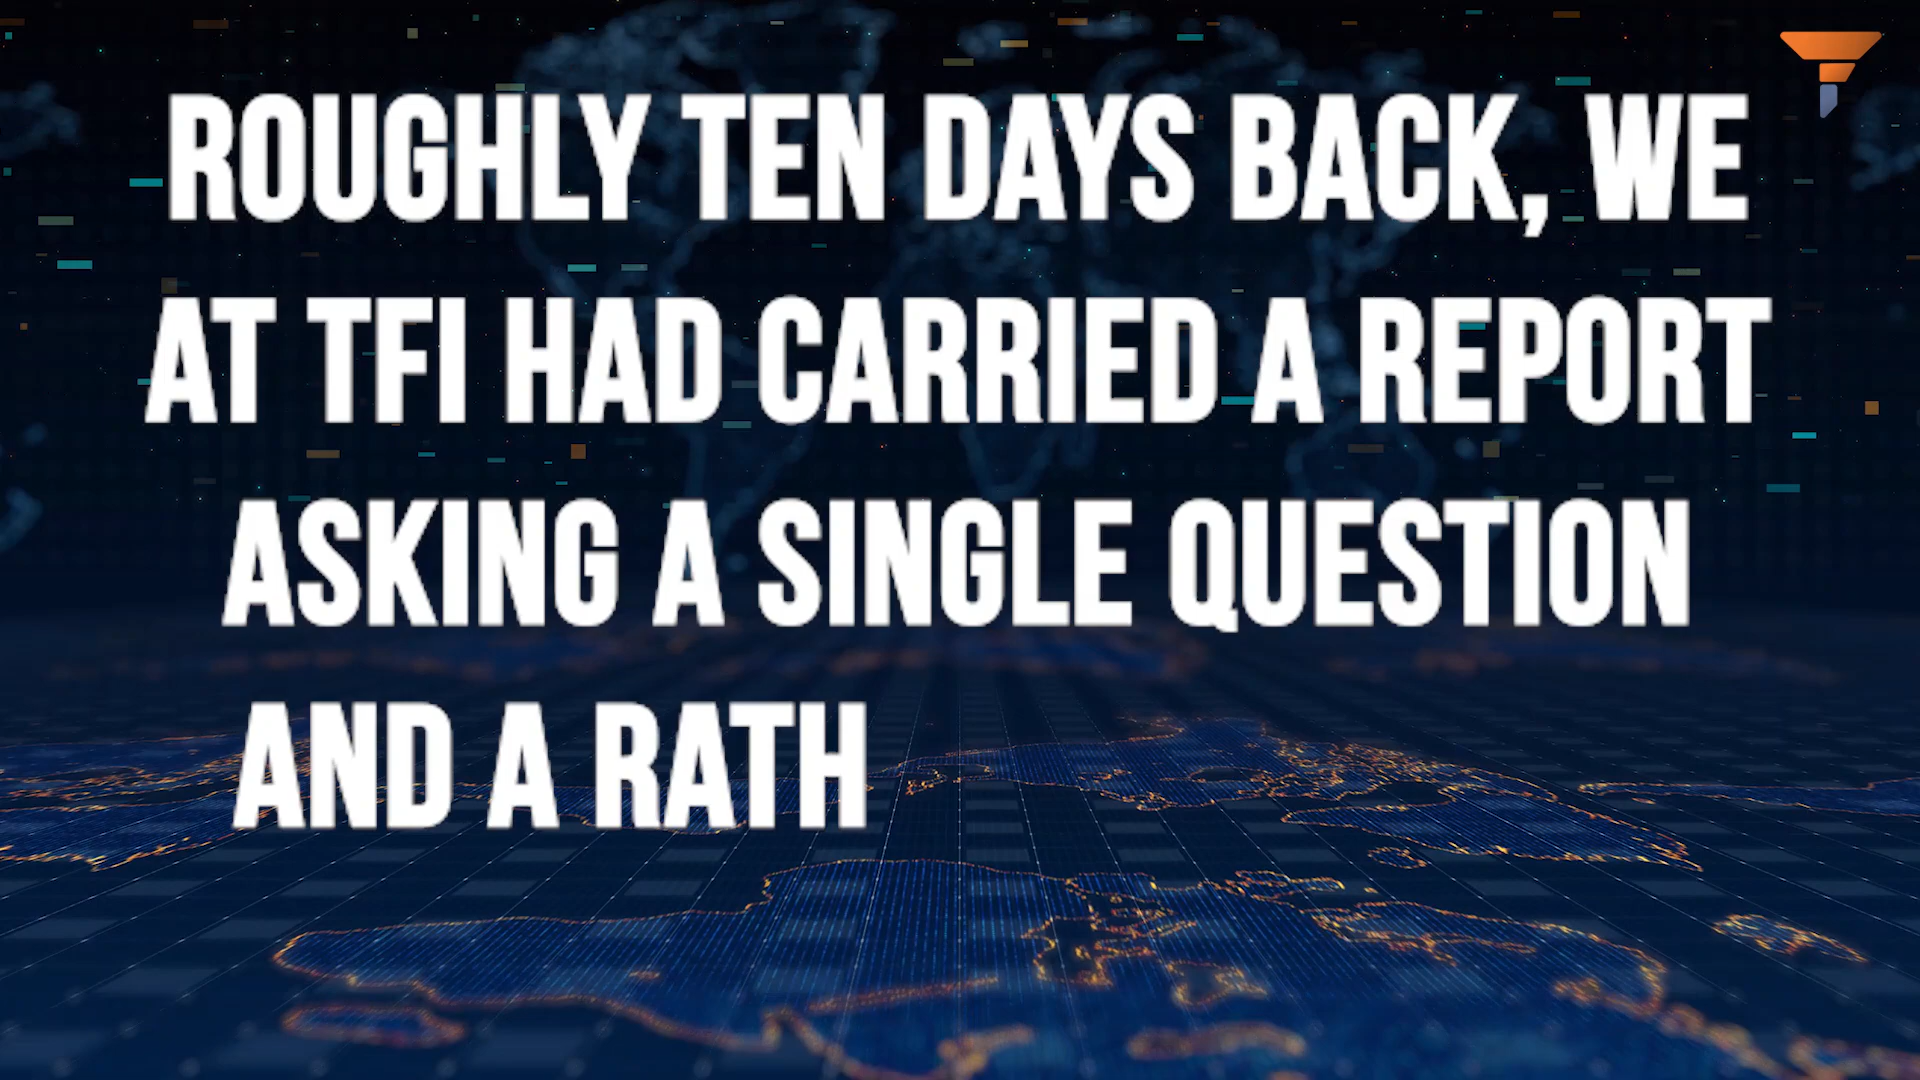 ROUGHLY TEN DAYS BACK, WE
AT TFI HAD CARRIED A REPORT
ASKING A SINGLE QUESTION
AND A RATH